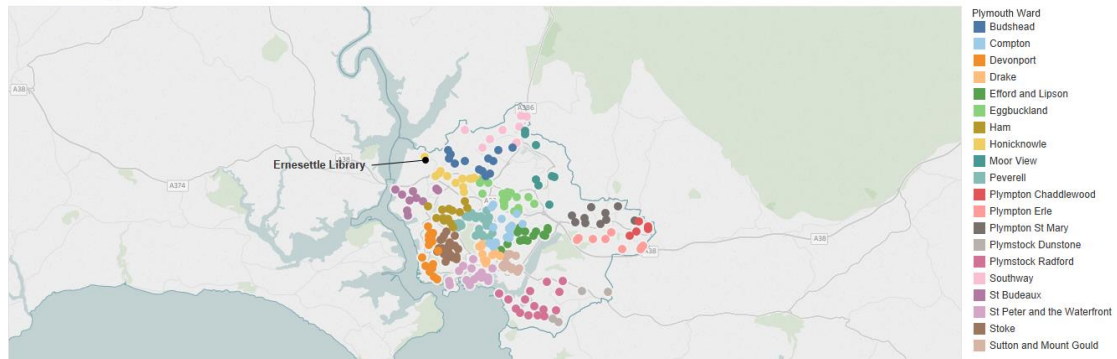 A38
A386
Ernesettle Library
A38
A374
A38
A38
Plymouth Ward
Budshead
Compton
Devonport
Drake
Efford and Lipson
Eggbuckland
Ham
Honicknowle
Moor View
Peverell
Plympton Chaddlewood
Plympton Erle
Plympton St Mary
Plymstock Dunstone
Plymstock Radford
Southway
St Budeaux
St Peter and the Waterfront
Stoke
Sutton and Mount Gould